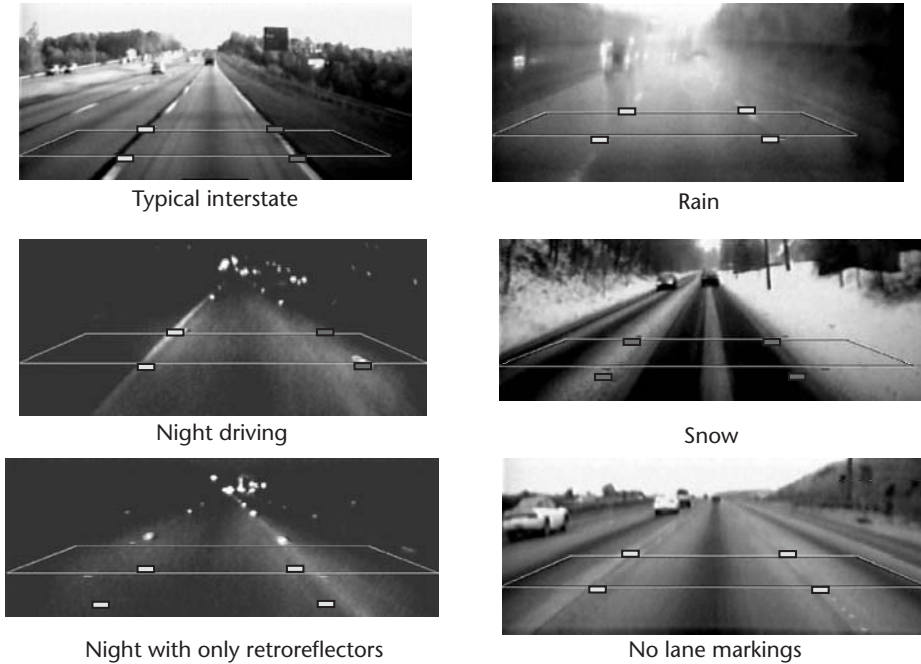 Typical interstate
Rain
Night driving
Snow
Night with only retroreflectors
No lane markings